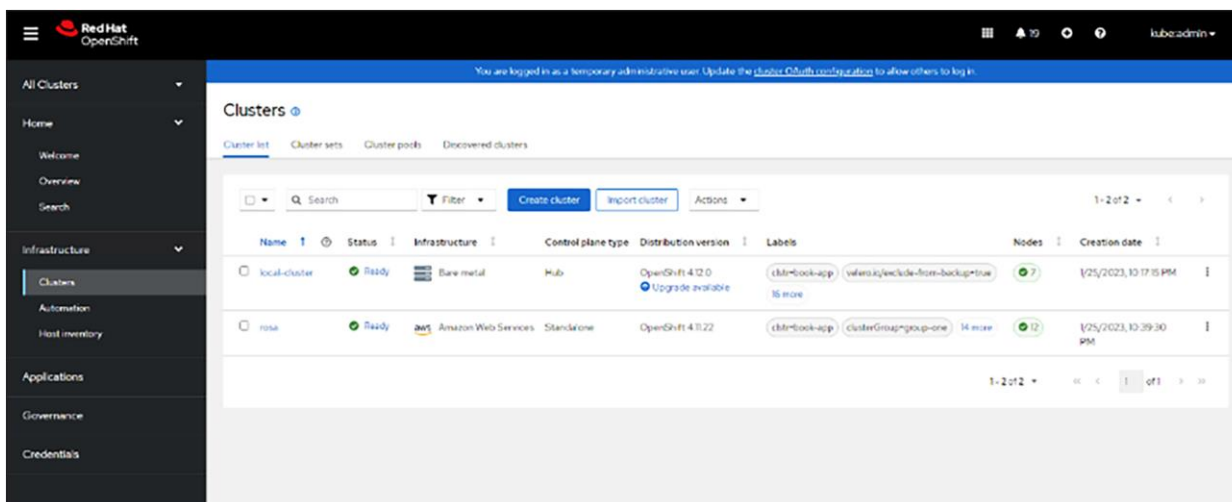 Red Hat
OpenShift
19
kube:admin
All Clusters
You are logged in as a temporary administrative user. Update the cluster OAuth configuration to allow others to log in.
Home
Welcome
Overview
Search
Infrastructure
Clusters
Automation
Host inventory
Applications
Governance
Credentials
Clusters
Cluster list Cluster sets Cluster pools Discovered clusters
Search Filter Create cluster Import cluster Actions 1-2 of 2
Name Status Infrastructure Control plane type Distribution version Labels Nodes Creation date
local-cluster Ready Bare metal Hub OpenShift 4.12.0 clstr=book-app velero.io/exclude-from-backup=true 7 1/25/2023, 10:17:15 PM
Upgrade available 16 more
rosa Ready aws Amazon Web Services Standalone OpenShift 4.11.22 clstr=book-app clusterGroup=group-one 14 more 12 1/25/2023, 10:39:30
PM
1-2 of 2 1 of 1